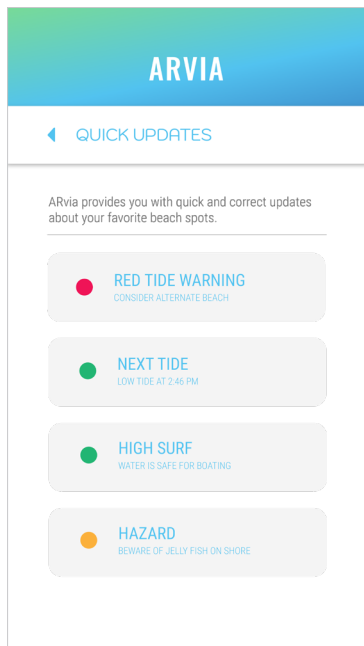 ARVIA
QUICK UPDATES
ARvia provides you with quick and correct updates
about your favorite beach spots.
RED TIDE WARNING
CONSIDER ALTERNATE BEACH
NEXT TIDE
LOW TIDE AT 2:46 PM
HIGH SURF
WATER IS SAFE FOR BOATING
HAZARD
BEWARE OF JELLY FISH ON SHORE